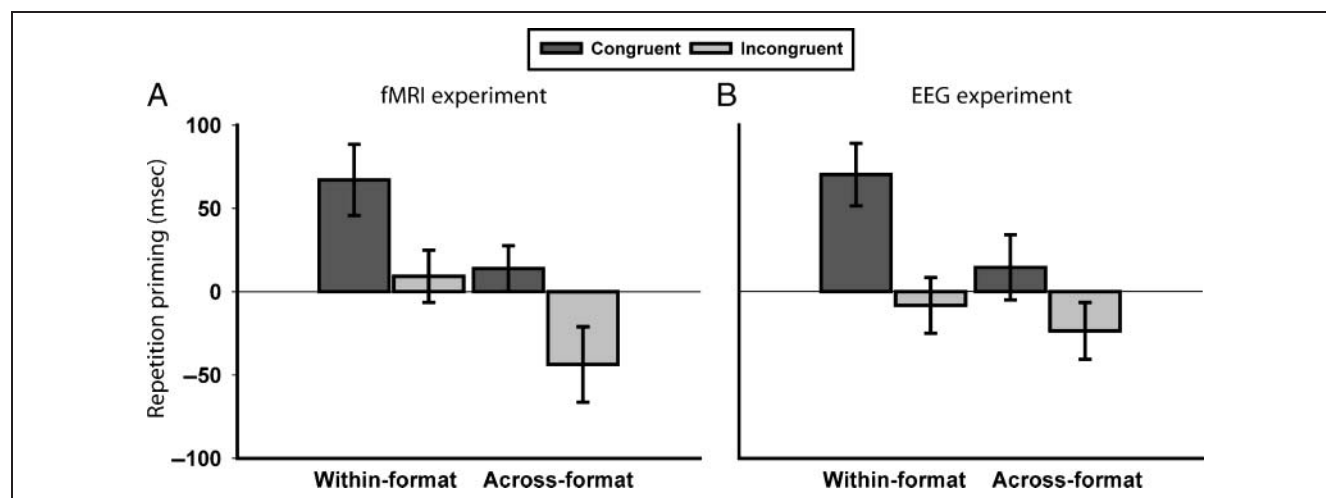 Congruent Incongruent
A fMRI experiment
B EEG experiment
Repetition priming (msec)
100
50
0
−50
−100
Within-format Across-format
Within-format Across-format